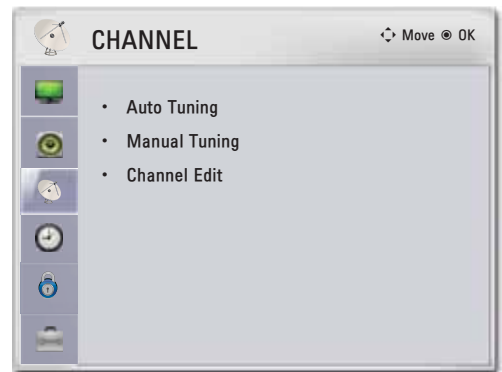 CHANNEL
Move OK
• Auto Tuning
• Manual Tuning
• Channel Edit